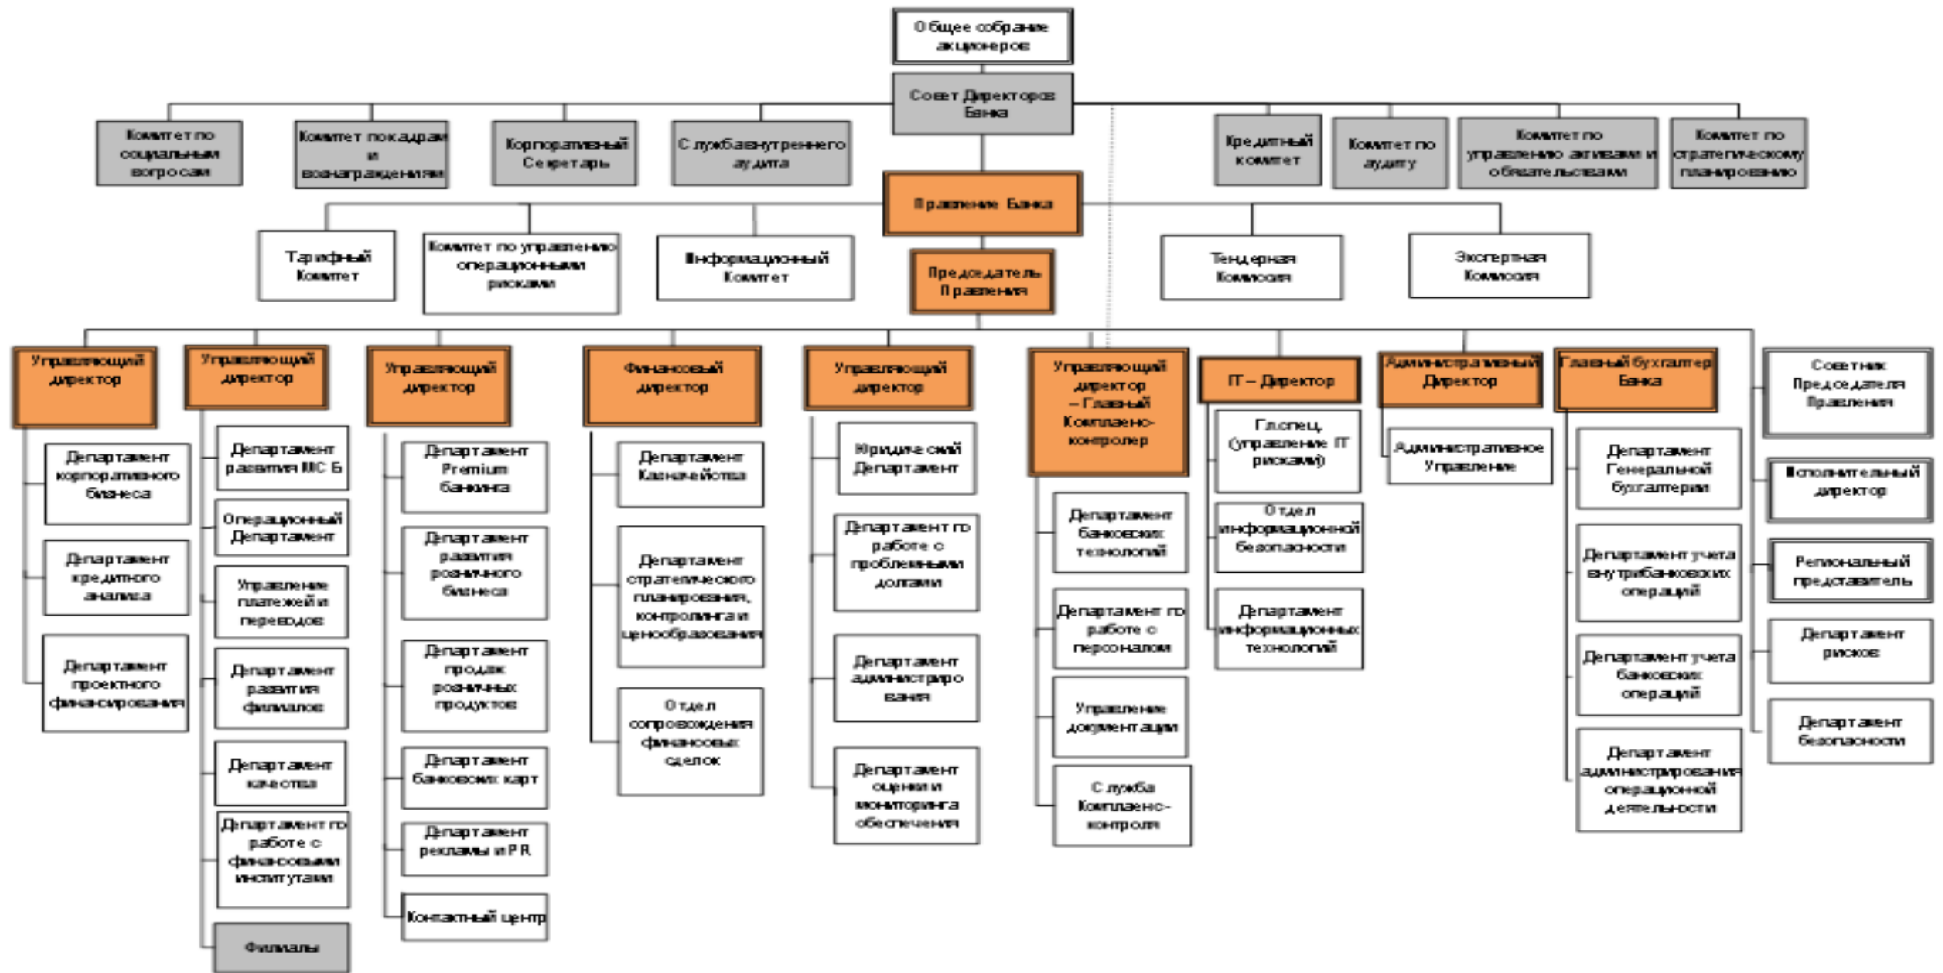 Общее собрание
акционеров
Совет Директоров
Банка
Комитет по
социальным
вопросам
Комитет по кадрам
и
вознаграждениям
Корпоративный
Секретарь
Служба внутреннего
аудита
Кредитный
комитет
Комитет по
аудиту
Комитет по
управлению активами и
обязательствами
Комитет по
стратегическому
планированию
Правление Банка
Тарифный
Комитет
Комитет по управлению
операционными
рисками
Информационный
Комитет
Председатель
Правления
Тендерная
Комиссия
Экспертная
Комиссия
Управляющий
директор
Департамент
корпоративного
бизнеса
Департамент
кредитного
анализа
Департамент
проектного
финансирования
Управляющий
директор
Департамент
развития МСБ
Операционный
Департамент
Управление
платежей и
переводов
Департамент
развития
филиалов
Департамент
качества
Департамент по
работе с
финансовыми
институтами
Филиалы
Управляющий
директор
Департамент
Premium
банкинга
Департамент
развития
розничного
бизнеса
Департамент
продаж
розничных
продуктов
Департамент
банковских карт
Департамент
рекламы и PR
Контактный центр
Финансовый
директор
Департамент
Казначейства
Департамент
стратегического
планирования,
контролинга и
ценообразования
Отдел
сопровождения
финансовых
сделок
Управляющий
директор
Юридический
Департамент
Департамент по
работе с
проблемными
долгами
Департамент
администриро
вания
Департамент
оценки и
мониторинга
обеспечения
Управляющий
директор
– Главный
Комплаенс-
контролер
Департамент
банковских
технологий
Департамент по
работе с
персоналом
Управление
документации
Служба
Комплаенс-
контроля
IT – Директор
Гл.спец.
(управление IT
рисками)
Отдел
информационной
безопасности
Департамент
информационных
технологий
Административный
Директор
Административное
Управление
Главный бухгалтер
Банка
Департамент
Генеральной
бухгалтерии
Департамент учета
внутрибанковских
операций
Департамент учета
банковских
операций
Департамент
администрирования
операционной
деятельности
Советник
Председателя
Правления
Исполнительный
директор
Региональный
представитель
Департамент
рисков
Департамент
безопасности